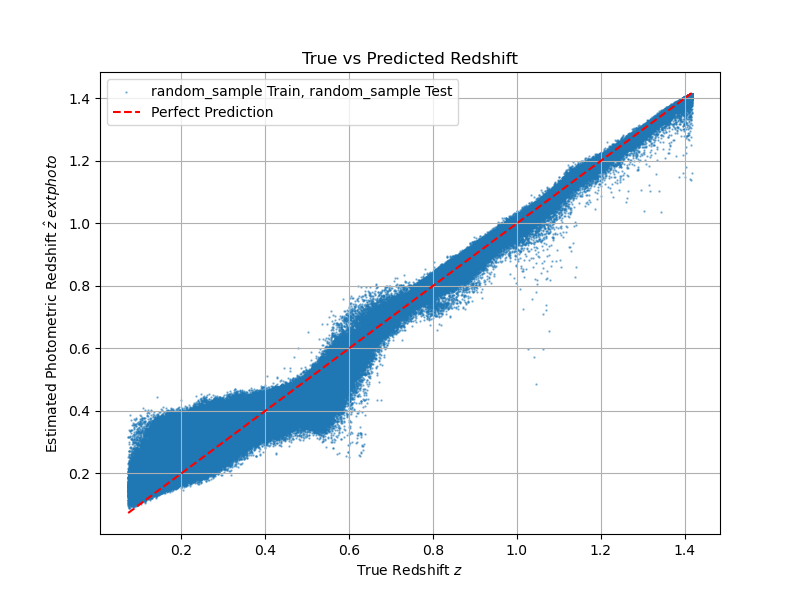 True vs Predicted Redshift
random_sample Train, random_sample Test
Perfect Prediction
Estimated Photometric Redshift ẑ extphoto
1.4
1.2
1.0
0.8
0.6
0.4
0.2
0.2 0.4 0.6 0.8 1.0 1.2 1.4
True Redshift z